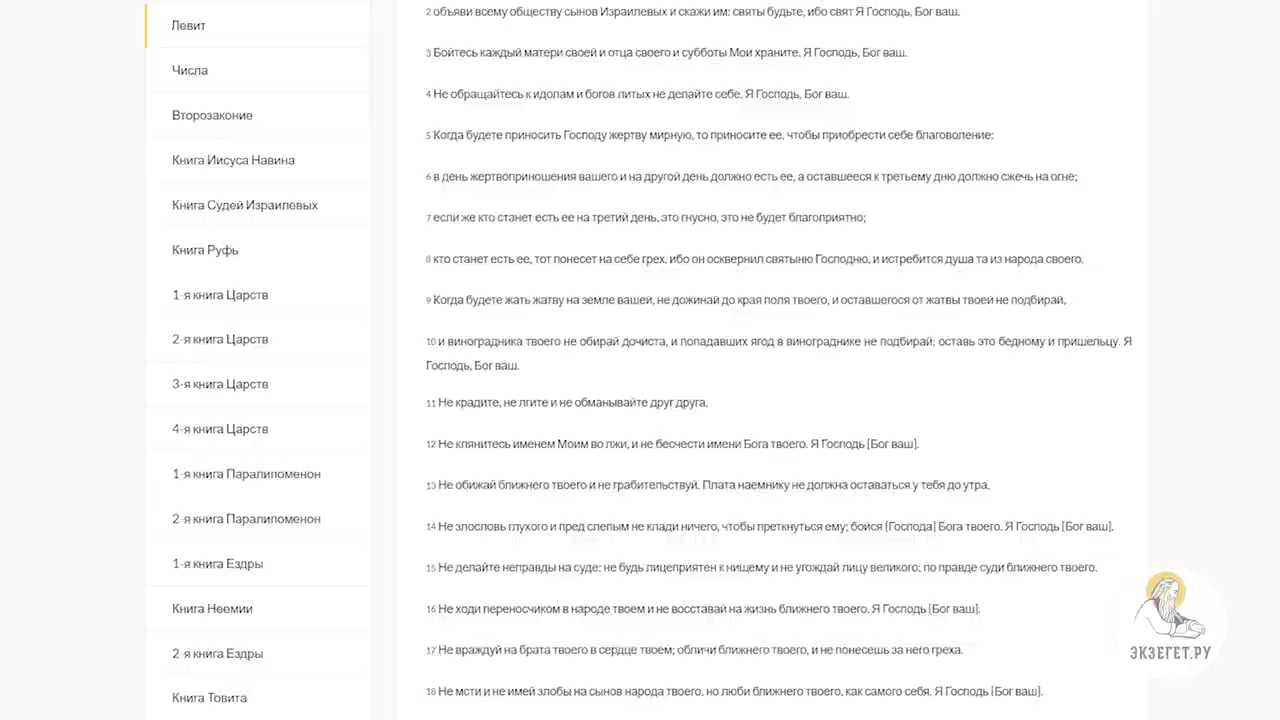 Левит
Числа
Второзаконие
Книга Иисуса Навина
Книга Судей Израилевых
Книга Руфь
1-я книга Царств
2-я книга Царств
3-я книга Царств
4-я книга Царств
1-я книга Паралипоменон
2-я книга Паралипоменон
1-я книга Ездры
Книга Неемии
2-я книга Ездры
Книга Товита
2 объяви всему обществу сынов Израилевых и скажи им: святы будьте, ибо свят Я Господь, Бог ваш.
3 Бойтесь каждый матери своей и отца своего и субботы Мои храните. Я Господь, Бог ваш.
4 Не обращайтесь к идолам и богов литых не делайте себе. Я Господь, Бог ваш.
5 Когда будете приносить Господу жертву мирную, то приносите ее, чтобы приобрести себе благоволение:
6 в день жертвоприношения вашего и на другой день должно есть ее, а оставшееся к третьему дню должно сжечь на огне;
7 если же кто станет есть ее на третий день, это гнусно, это не будет благоприятно;
8 кто станет есть ее, тот понесет на себе грех, ибо он осквернил святыню Господню, и истребится душа та из народа своего.
9 Когда будете жать жатву на земле вашей, не дожинай до края поля твоего, и оставшегося от жатвы твоей не подбирай,
10 и виноградника твоего не обирай дочиста, и попадавших ягод в винограднике не подбирай; оставь это бедному и пришельцу. Я
Господь, Бог ваш.
11 Не крадите, не лгите и не обманывайте друг друга.
12 Не клянитесь именем Моим во лжи, и не бесчести имени Бога твоего. Я Господь [Бог ваш].
13 Не обижай ближнего твоего и не грабительствуй. Плата наемнику не должна оставаться у тебя до утра.
14 Не злословь глухого и пред слепым не клади ничего, чтобы преткнуться ему; бойся [Господа] Бога твоего. Я Господь [Бог ваш].
15 Не делайте неправды на суде; не будь лицеприятен к нищему и не угождай лицу великого; по правде суди ближнего твоего.
16 Не ходи переносчиком в народе твоем и не восставай на жизнь ближнего твоего. Я Господь [Бог ваш].
17 Не враждуй на брата твоего в сердце твоем; обличи ближнего твоего, и не понесешь за него греха.
18 Не мсти и не имей злобы на сынов народа твоего, но люби ближнего твоего, как самого себя. Я Господь [Бог ваш].
ЭКЗЕГЕТ.РУ